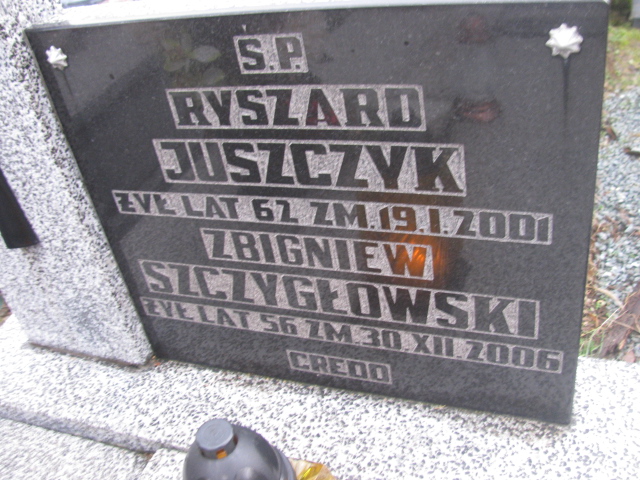 Ś.P.
RYSZARD
JUSZCZYK
ŻYŁ LAT 62 ZM.19.I.2001
ZBIGNIEW
SZCZYGŁOWSKI
ŻYŁ LAT 56 ZM 30 XII 2006
CREDO